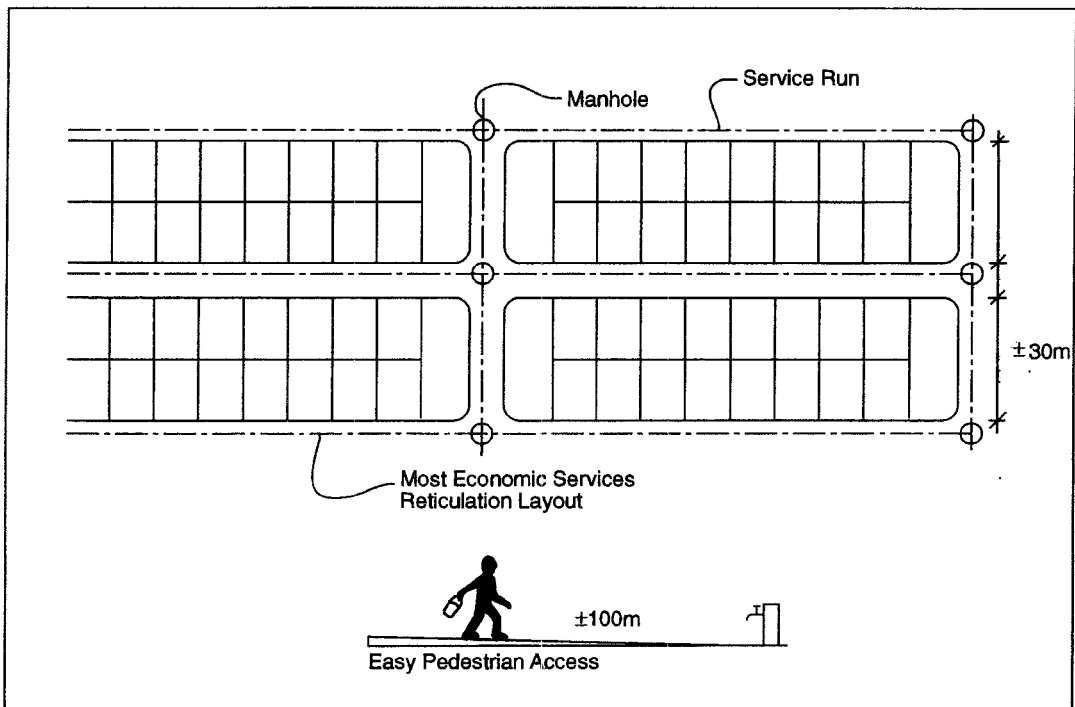 Service Run
Manhole
±30m
Most Economic Services
Reticulation Layout
±100m
Easy Pedestrian Access